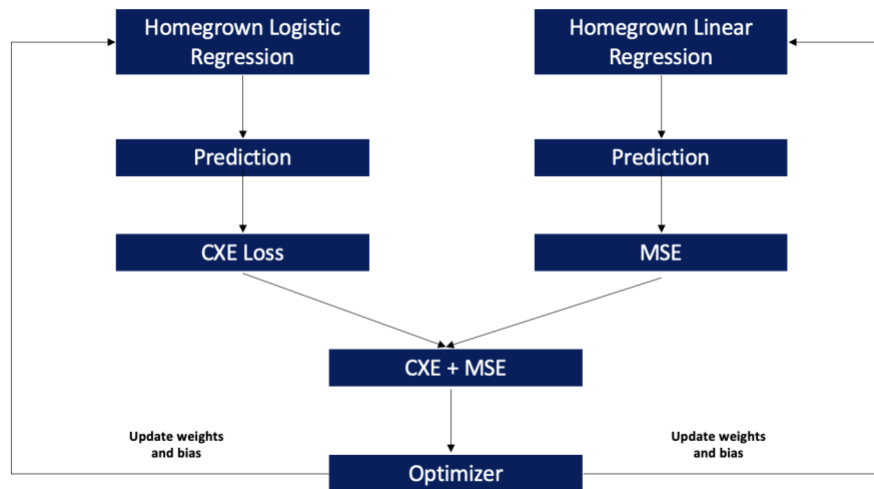 Homegrown Logistic
Regression
Homegrown Linear
Regression
Prediction
Prediction
CXE Loss
MSE
CXE + MSE
Update weights
and bias
Update weights
and bias
Optimizer